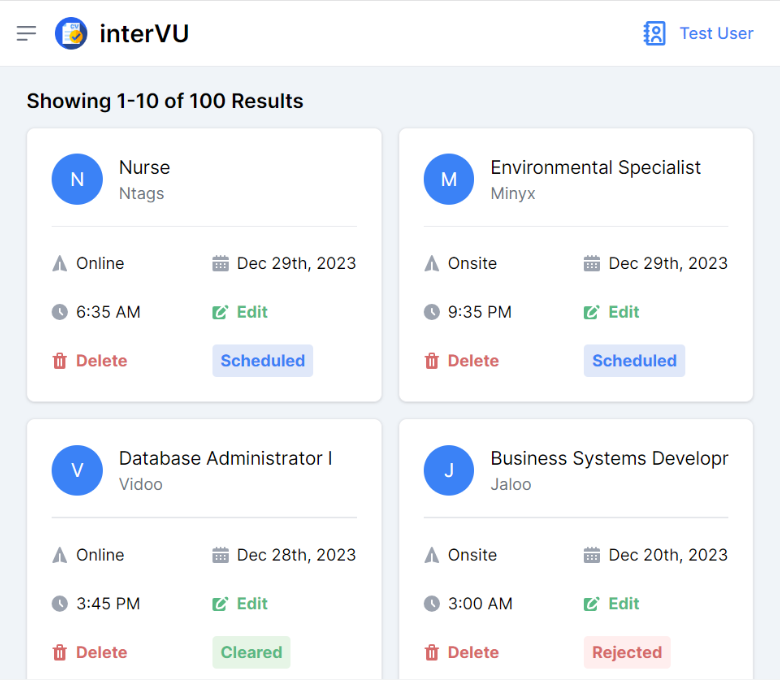 CV
interVU
Test User
Showing 1-10 of 100 Results
N
Nurse
Ntags
Online
Dec 29th, 2023
6:35 AM
Edit
Delete
Scheduled
M
Environmental Specialist
Minyx
Onsite
Dec 29th, 2023
9:35 PM
Edit
Delete
Scheduled
V
Database Administrator I
Vidoo
Online
Dec 28th, 2023
3:45 PM
Edit
Delete
Cleared
J
Business Systems Developr
Jaloo
Onsite
Dec 20th, 2023
3:00 AM
Edit
Delete
Rejected